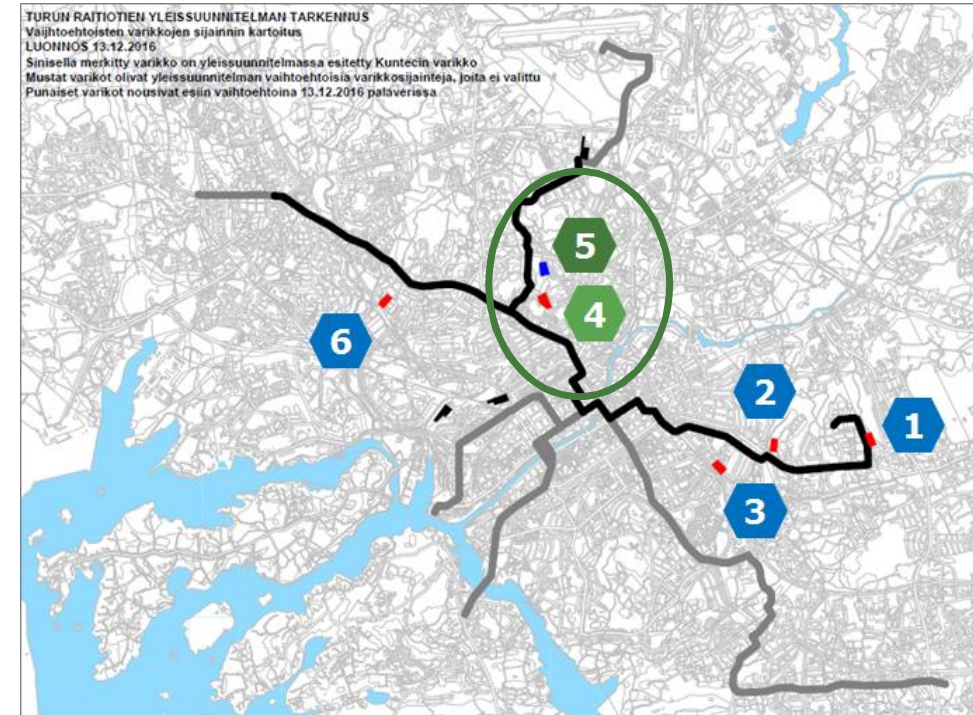 TURUN RAITIOTIEN YLEISSUUNNITELMAN TARKENNUS
Vaihtoehtoisten varikkojen sijainnin kartoitus
LUONNOS 13.12.2016
Sinisellä merkitty varikko on yleissuunnitelmassa esitetty Kuntecin varikko
Mustat varikot olivat yleissuunnitelman vaihtoehtoisia varikkosijainteja, joita ei valittu
Punaiset varikot nousivat esiin vaihtoehtoina 13.12.2016 palaverissa
5
4
6
2
1
3